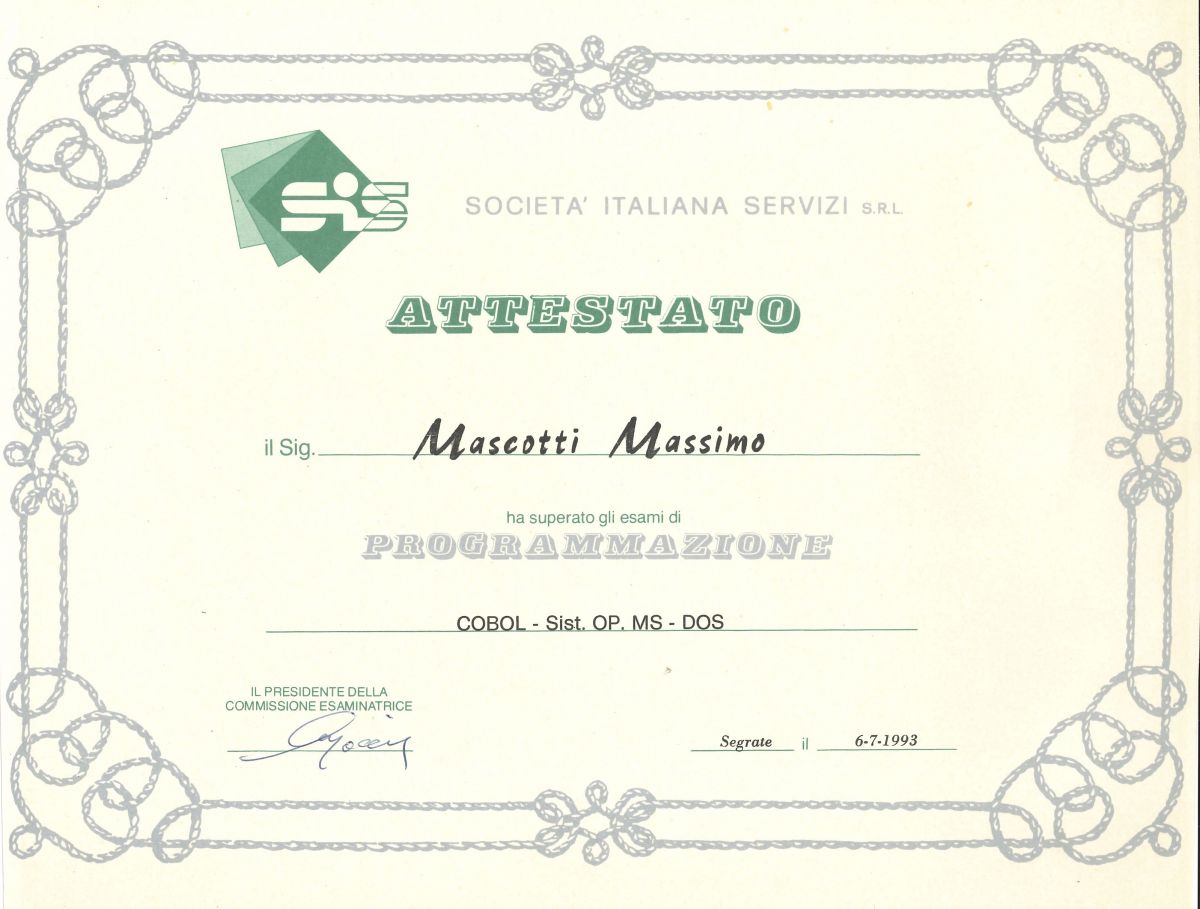 SIS
SOCIETA' ITALIANA SERVIZI S.R.L.
ATTESTATO
il Sig. Mascotti Massimo
ha superato gli esami di
PROGRAMMAZIONE
COBOL - Sist. OP. MS - DOS
IL PRESIDENTE DELLA
COMMISSIONE ESAMINATRICE
Segrate il 6-7-1993